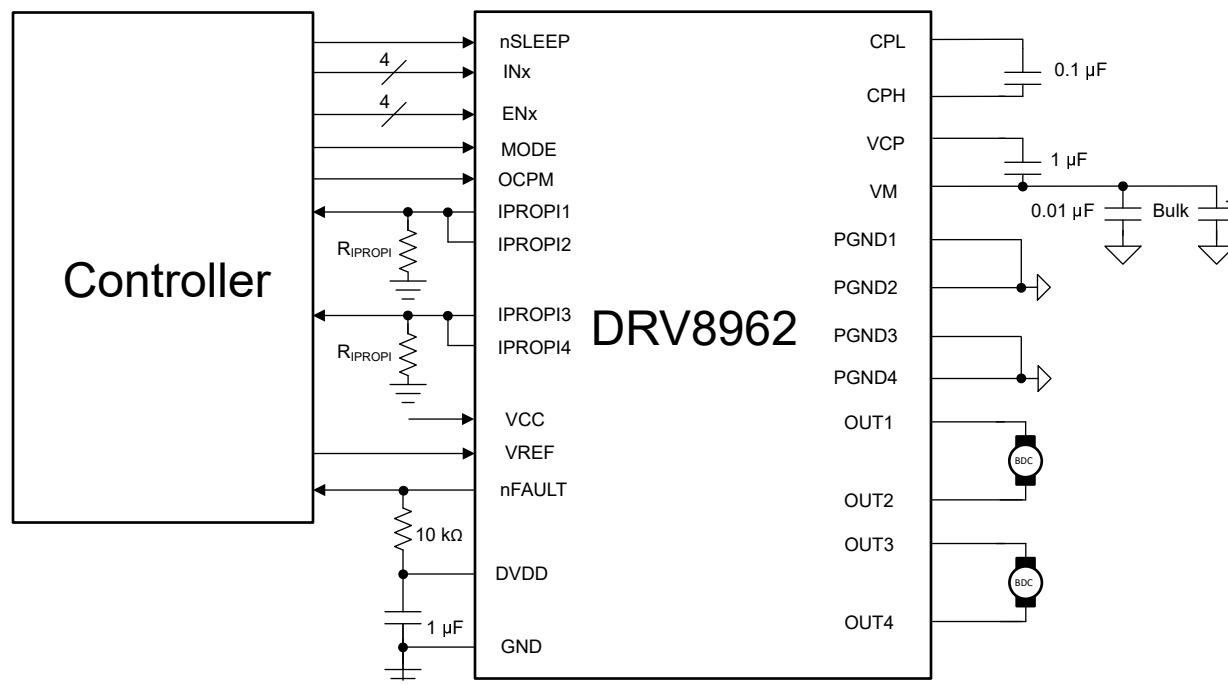 Controller
DRV8962
nSLEEP
4
INx
4
ENx
MODE
OCPM
IPROPI1
IPROPI2
RIPROPI
IPROPI3
IPROPI4
RIPROPI
VCC
VREF
nFAULT
10 kΩ
DVDD
1 µF
GND
CPL
0.1 µF
CPH
VCP
1 µF
VM
0.01 µF
Bulk
+
PGND1
PGND2
PGND3
PGND4
OUT1
BDC
OUT2
OUT3
BDC
OUT4